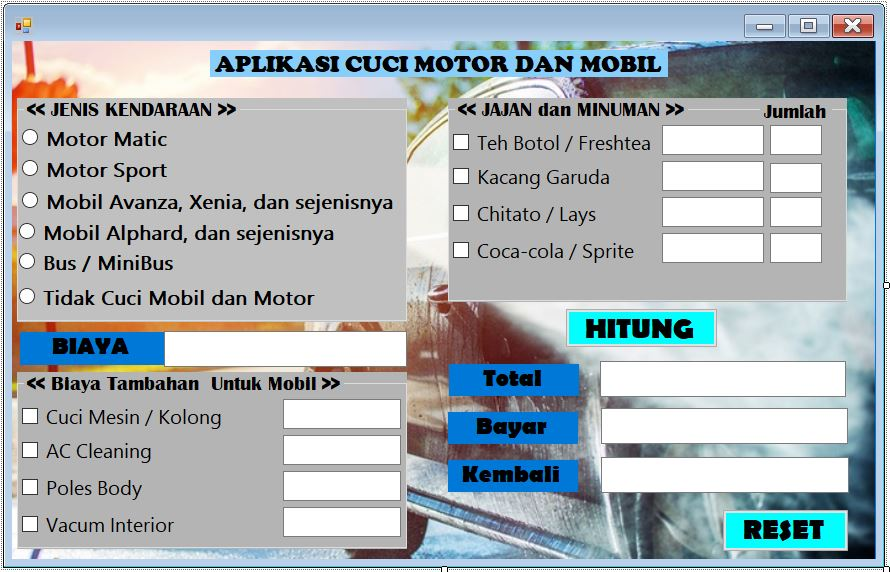 APLIKASI CUCI MOTOR DAN MOBIL
<< JENIS KENDARAAN >>
Motor Matic
Motor Sport
Mobil Avanza, Xenia, dan sejenisnya
Mobil Alphard, dan sejenisnya
Bus / MiniBus
Tidak Cuci Mobil dan Motor
BIAYA
<< Biaya Tambahan Untuk Mobil >>
Cuci Mesin / Kolong
AC Cleaning
Poles Body
Vacum Interior
<< JAJAN dan MINUMAN >>
Jumlah
Teh Botol / Freshtea
Kacang Garuda
Chitato / Lays
Coca-cola / Sprite
HITUNG
Total
Bayar
Kembali
RESET